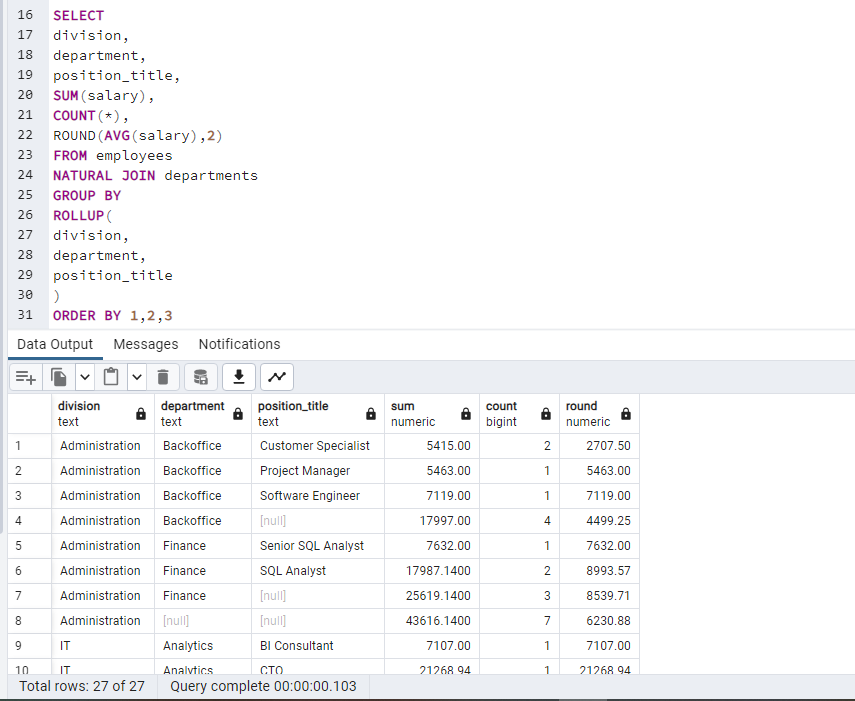 16 SELECT
17 division,
18 department,
19 position_title,
20 SUM(salary),
21 COUNT(*),
22 ROUND(AVG(salary),2)
23 FROM employees
24 NATURAL JOIN departments
25 GROUP BY
26 ROLLUP(
27 division,
28 department,
29 position_title
30 )
31 ORDER BY 1,2,3
Data Output Messages Notifications
division department position_title sum count round
text text text numeric bigint numeric
1 Administration Backoffice Customer Specialist 5415.00 2 2707.50
2 Administration Backoffice Project Manager 5463.00 1 5463.00
3 Administration Backoffice Software Engineer 7119.00 1 7119.00
4 Administration Backoffice [null] 17997.00 4 4499.25
5 Administration Finance Senior SQL Analyst 7632.00 1 7632.00
6 Administration Finance SQL Analyst 17987.1400 2 8993.57
7 Administration Finance [null] 25619.1400 3 8539.71
8 Administration [null] [null] 43616.1400 7 6230.88
9 IT Analytics BI Consultant 7107.00 1 7107.00
10 IT Analytics CTO 21268.94 1 21268.94
Total rows: 27 of 27 Query complete 00:00:00.103